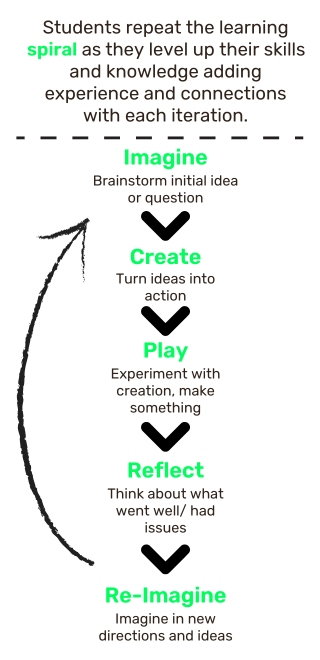 Students repeat the learning
spiral as they level up their skills
and knowledge adding
experience and connections
with each iteration.
Imagine
Brainstorm initial idea
or question
Create
Turn ideas into
action
Play
Experiment with
creation, make
something
Reflect
Think about what
went well/ had
issues
Re-Imagine
Imagine in new
directions and ideas